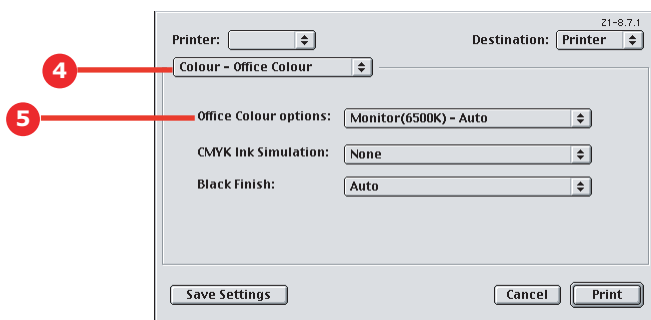 Z1-8.7.1
Printer: Destination: Printer
4 Colour - Office Colour
5 Office Colour options: Monitor(6500K) - Auto
CMYK Ink Simulation: None
Black Finish: Auto
Save Settings Cancel Print